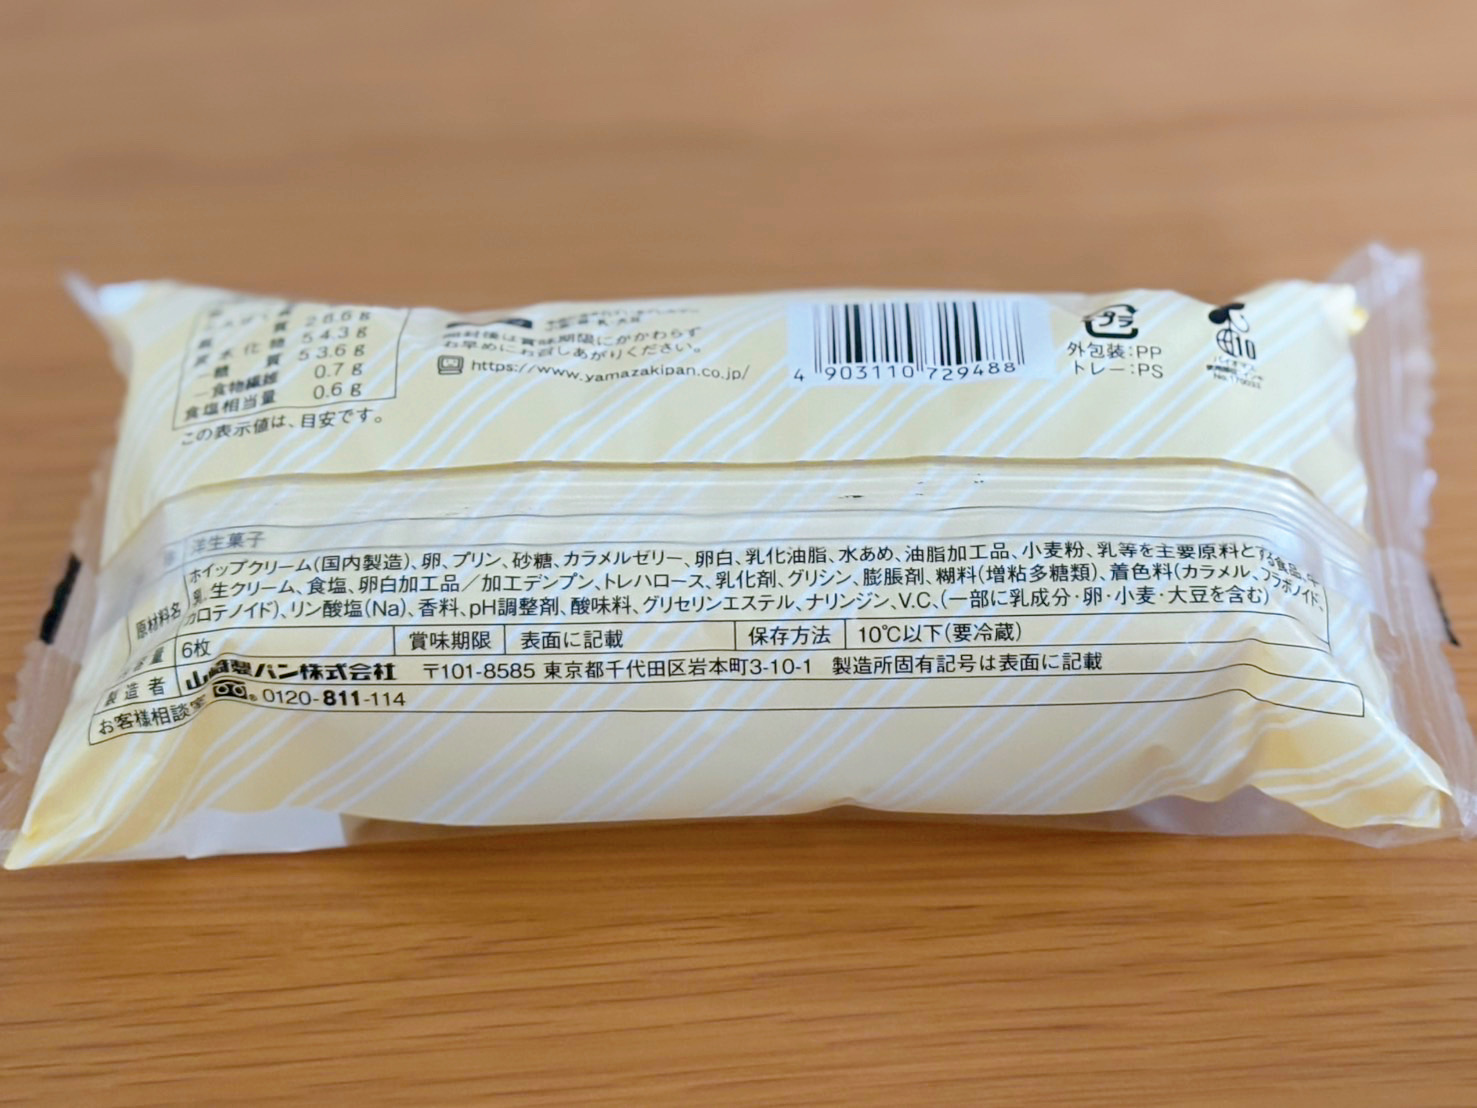 28.6g
炭水化物 54.3g
糖質 53.6g
－食物繊維 0.7g
食塩相当量 0.6g
この表示値は、目安です。
開封後は賞味期限にかかわらず
お早めにお召しあがりください。
https://www.yamazakipan.co.jp/
4 903110 729488
プラ
外包装:PP
トレー:PS
10
バイオマス
洋生菓子
原材料名 ホイップクリーム(国内製造)、卵、プリン、砂糖、カラメルゼリー、卵白、乳化油脂、水あめ、油脂加工品、小麦粉、乳等を主要原料とする食品、牛
乳、生クリーム、食塩、卵白加工品／加工デンプン、トレハロース、乳化剤、グリシン、膨脹剤、糊料(増粘多糖類)、着色料(カラメル、フラボノイド、
カロテノイド)、リン酸塩(Na)、香料、pH調整剤、酸味料、グリセリンエステル、ナリンジン、V.C、(一部に乳成分・卵・小麦・大豆を含む)
6枚 賞味期限 表面に記載 保存方法 10℃以下(要冷蔵)
製造者 山崎製パン株式会社 〒101-8585 東京都千代田区岩本町3-10-1 製造所固有記号は表面に記載
お客様相談室 0120-811-114